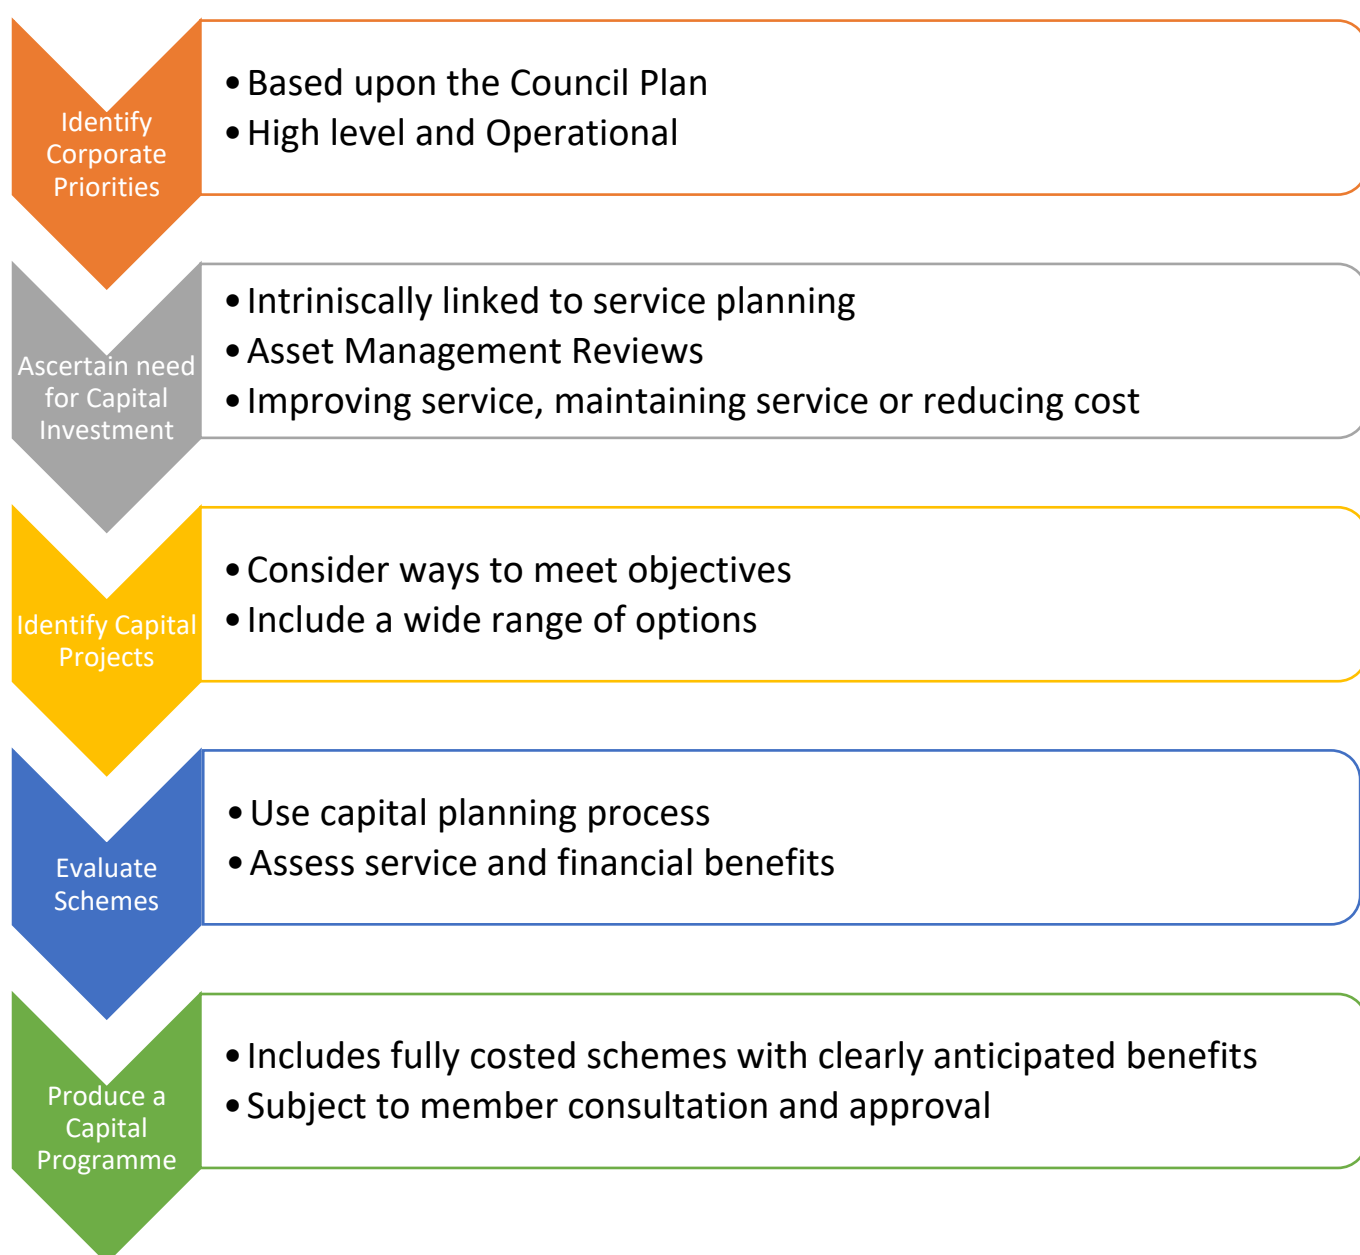 Identify
Corporate
Priorities
• Based upon the Council Plan
• High level and Operational
Ascertain need
for Capital
Investment
• Intriniscally linked to service planning
• Asset Management Reviews
• Improving service, maintaining service or reducing cost
Identify Capital
Projects
• Consider ways to meet objectives
• Include a wide range of options
Evaluate
Schemes
• Use capital planning process
• Assess service and financial benefits
Produce a
Capital
Programme
• Includes fully costed schemes with clearly anticipated benefits
• Subject to member consultation and approval